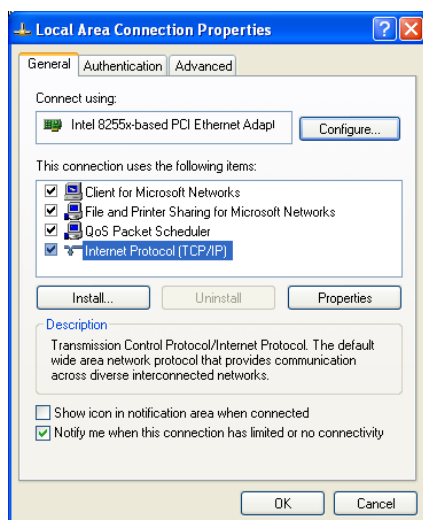 Local Area Connection Properties
General Authentication Advanced
Connect using:
Intel 8255x-based PCI Ethernet Adapt
Configure...
This connection uses the following items:
Client for Microsoft Networks
File and Printer Sharing for Microsoft Networks
QoS Packet Scheduler
Internet Protocol (TCP/IP)
Install... Uninstall Properties
Description
Transmission Control Protocol/Internet Protocol. The default
wide area network protocol that provides communication
across diverse interconnected networks.
Show icon in notification area when connected
Notify me when this connection has limited or no connectivity
OK Cancel